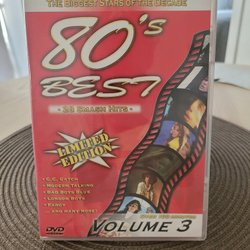 THE BIGGEST STARS OF THE DECADE
80's
BEST
- 20 SMASH HITS -
LIMITED
EDITION
• C.C. CATCH
• MODERN TALKING
• BAD BOYS BLUE
• LONDON BOYS
• FANCY
...AND MANY MORE!
DVD
VOLUME 3